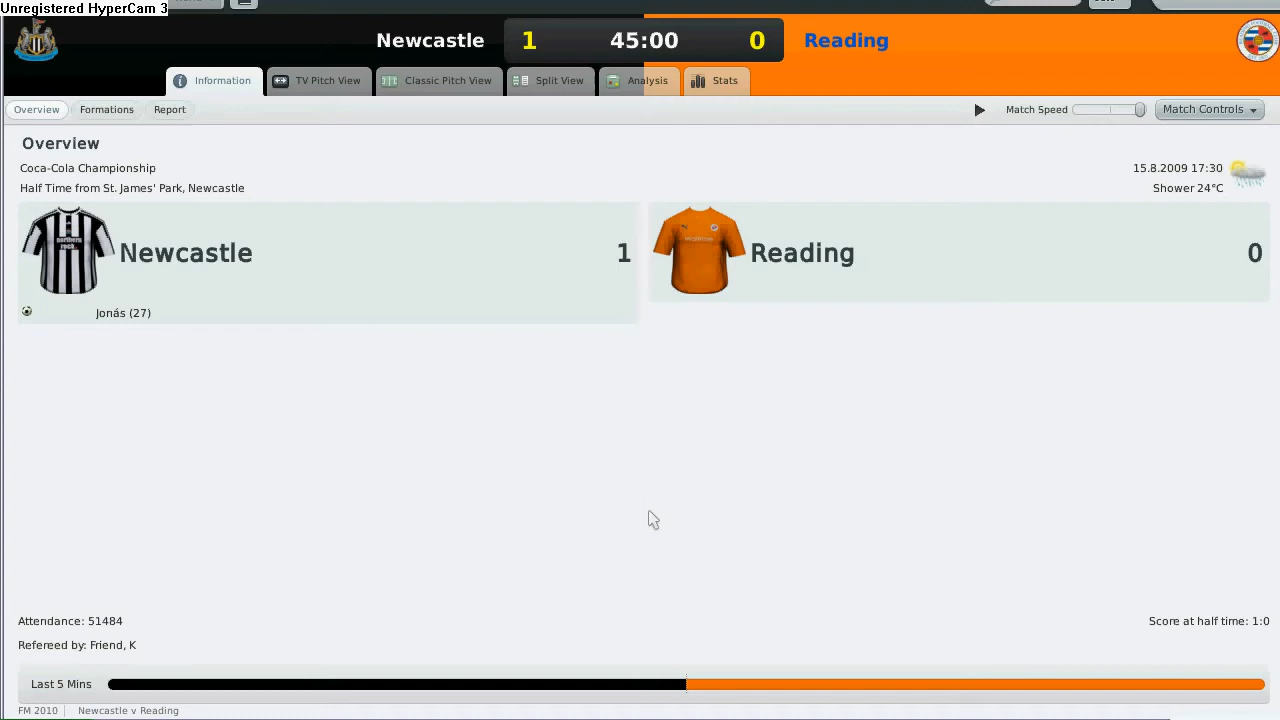 Unregistered HyperCam 3
Newcastle 1 45:00 0 Reading
Information TV Pitch View Classic Pitch View Split View Analysis Stats
Overview Formations Report Match Speed Match Controls
Overview
Coca-Cola Championship 15.8.2009 17:30
Half Time from St. James' Park, Newcastle Shower 24°C
Newcastle 1 Reading 0
northern rock
Waitrose
Jonás (27)
Attendance: 51484 Score at half time: 1:0
Refereed by: Friend, K
Last 5 Mins
FM 2010 Newcastle v Reading